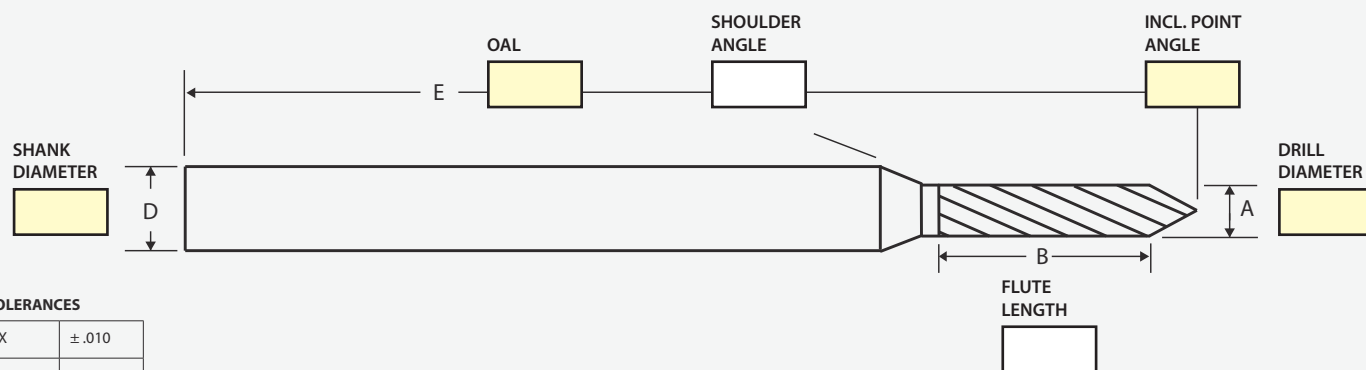 SHOULDER
ANGLE
INCL. POINT
ANGLE
OAL
E
SHANK
DIAMETER
DRILL
DIAMETER
D
A
B
FLUTE
LENGTH
± .010